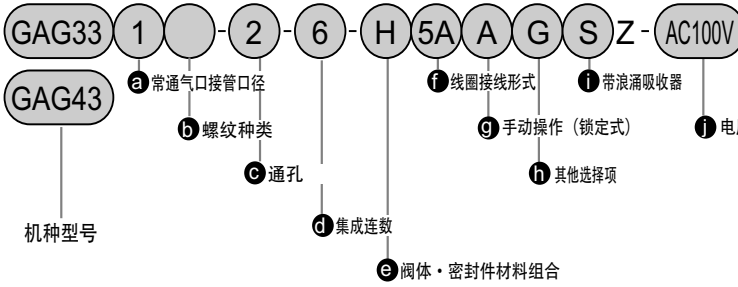 GAG33 1 - 2 - 6 - H 5A A G S Z - AC100V
GAG43
a 常通气口接管口径
f 线圈接线形式
i 带浪涌吸收器
b 螺纹种类
g 手动操作（锁定式）
j 电
c 通孔
h 其他选择项
d 集成连数
机种型号
e 阀体・密封件材料组合